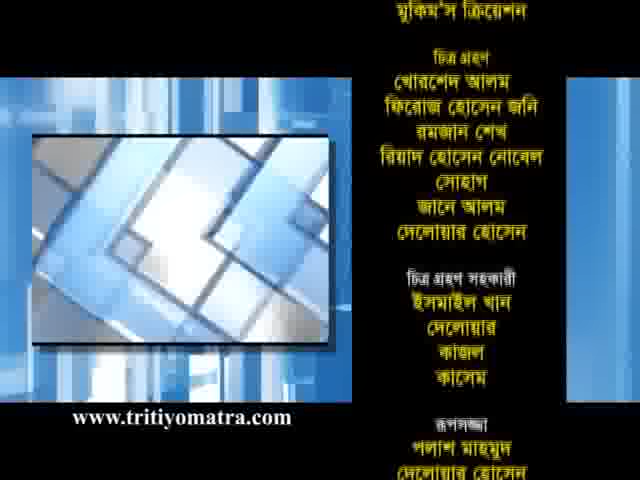 মুকিম'স ক্রিয়েশন
চিত্র গ্রহণ
খোরশেদ আলম
ফিরোজ হোসেন জনি
রমজান শেখ
রিয়াদ হোসেন নোবেল
সোহাগ
জানে আলম
দেলোয়ার হোসেন
চিত্র গ্রহণ সহকারী
ইসমাইল খান
দেলোয়ার
কাজল
কাসেম
রূপসজ্জা
পলাশ মাহমুদ
দেলোয়ার হোসেন
www.tritiyomatra.com